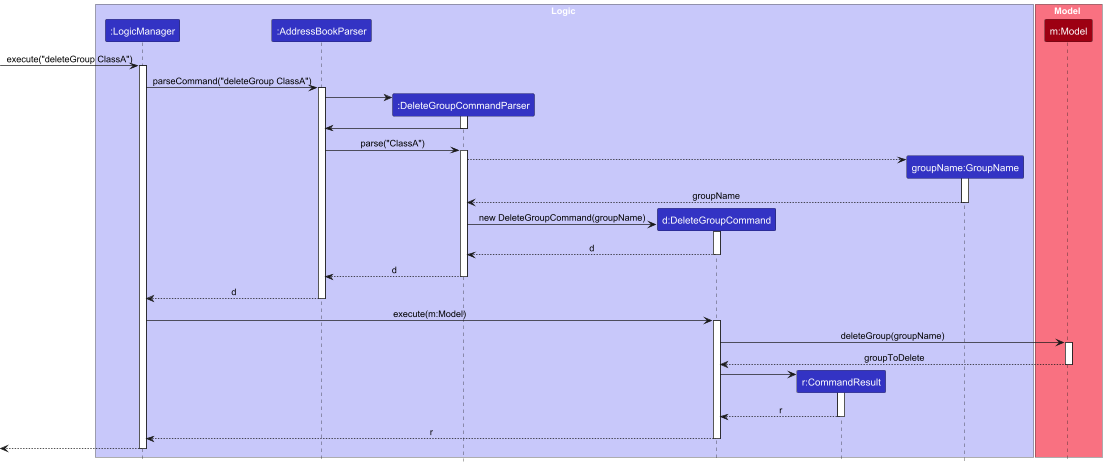 Logic
Model
:LogicManager
:AddressBookParser
m:Model
execute("deleteGroup ClassA")
parseCommand("deleteGroup ClassA")
:DeleteGroupCommandParser
parse("ClassA")
groupName:GroupName
groupName
new DeleteGroupCommand(groupName)
d:DeleteGroupCommand
d
d
d
execute(m:Model)
deleteGroup(groupName)
groupToDelete
r:CommandResult
r
r